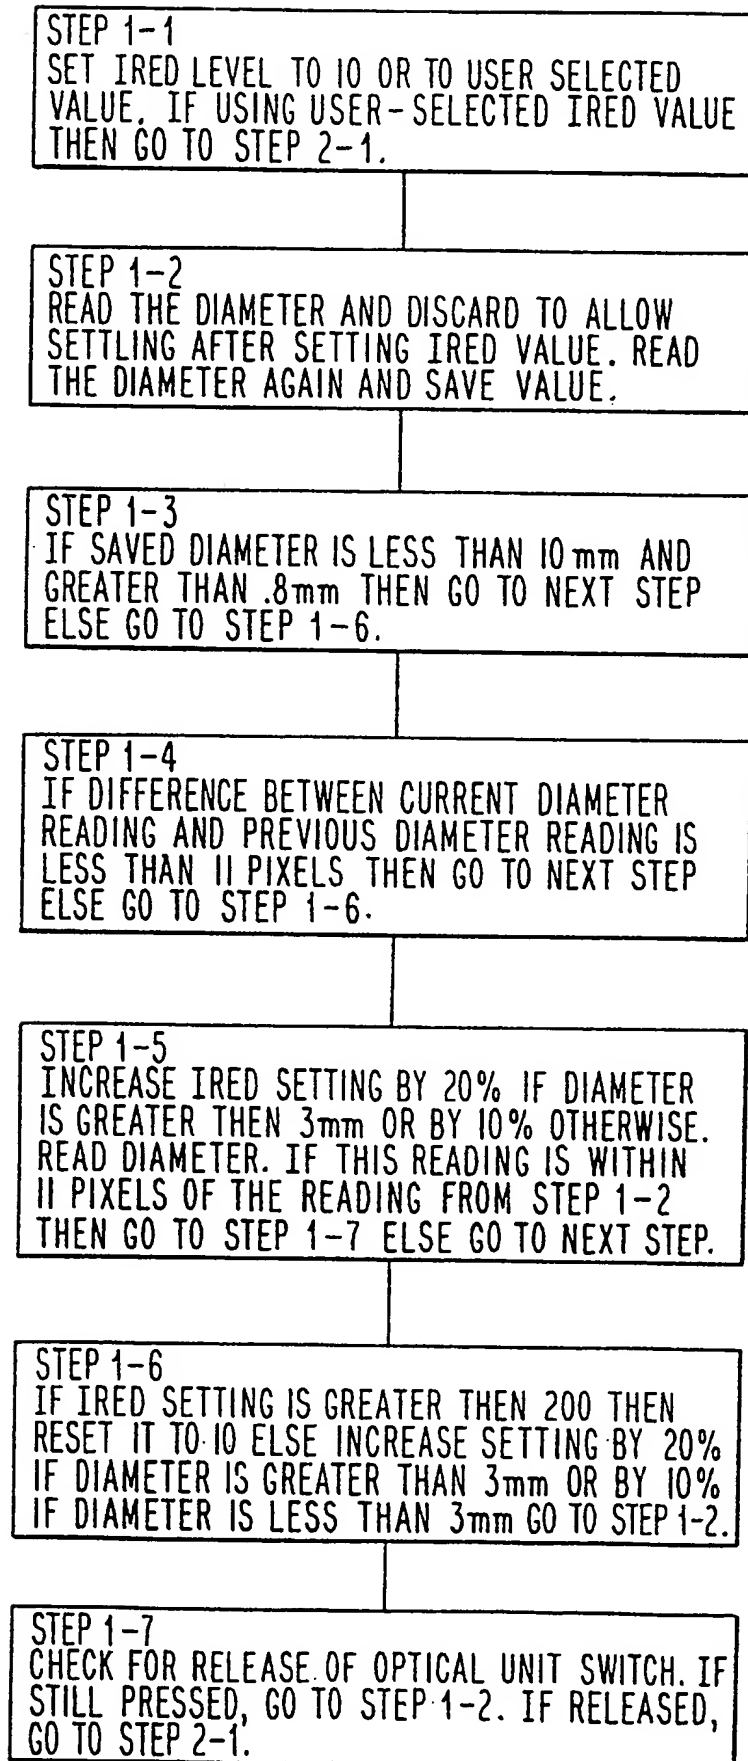 STEP 1-1
SET IRED LEVEL TO 10 OR TO USER SELECTED
VALUE. IF USING USER-SELECTED IRED VALUE
THEN GO TO STEP 2-1.
STEP 1-2
READ THE DIAMETER AND DISCARD TO ALLOW
SETTLING AFTER SETTING IRED VALUE. READ
THE DIAMETER AGAIN AND SAVE VALUE.
STEP 1-3
IF SAVED DIAMETER IS LESS THAN 10mm AND
GREATER THAN .8mm THEN GO TO NEXT STEP
ELSE GO TO STEP 1-6.
STEP 1-4
IF DIFFERENCE BETWEEN CURRENT DIAMETER
READING AND PREVIOUS DIAMETER READING IS
LESS THAN 11 PIXELS THEN GO TO NEXT STEP
ELSE GO TO STEP 1-6.
STEP 1-5
INCREASE IRED SETTING BY 20% IF DIAMETER
IS GREATER THEN 3mm OR BY 10% OTHERWISE.
READ DIAMETER. IF THIS READING IS WITHIN
11 PIXELS OF THE READING FROM STEP 1-2
THEN GO TO STEP 1-7 ELSE GO TO NEXT STEP.
STEP 1-6
IF IRED SETTING IS GREATER THEN 200 THEN
RESET IT TO 10 ELSE INCREASE SETTING BY 20%
IF DIAMETER IS GREATER THAN 3mm OR BY 10%
IF DIAMETER IS LESS THAN 3mm GO TO STEP 1-2.
STEP 1-7
CHECK FOR RELEASE OF OPTICAL UNIT SWITCH. IF
STILL PRESSED, GO TO STEP 1-2. IF RELEASED,
GO TO STEP 2-1.